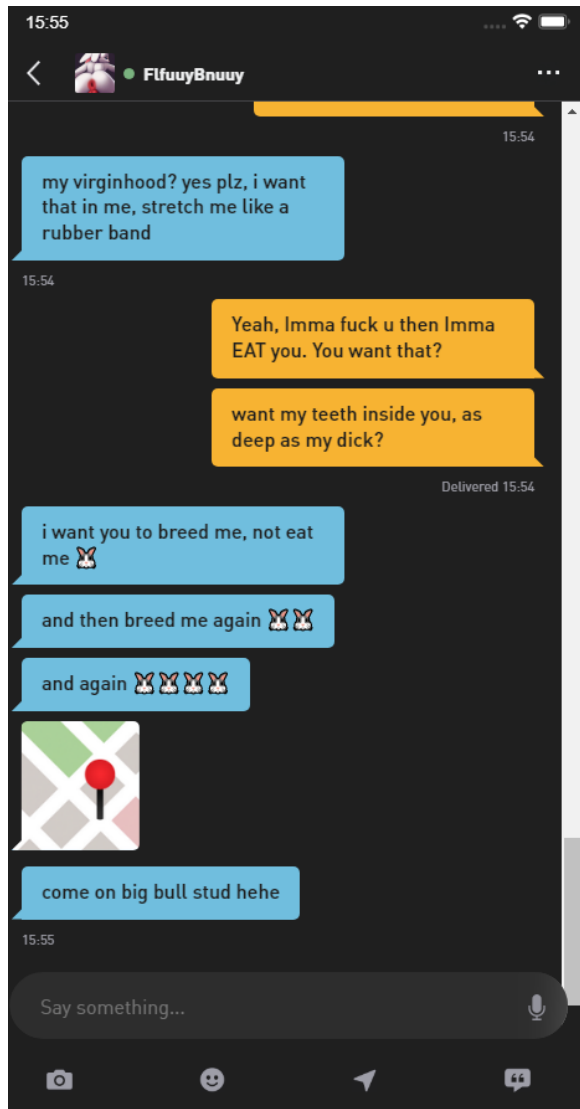 15:55
FlfuuyBnuuy
15:54
my virginhood? yes plz, i want
that in me, stretch me like a
rubber band
15:54
Yeah, Imma fuck u then Imma
EAT you. You want that?
want my teeth inside you, as
deep as my dick?
Delivered 15:54
i want you to breed me, not eat
me 🐰
and then breed me again 🐰🐰
and again 🐰🐰🐰🐰
come on big bull stud hehe
15:55
Say something...